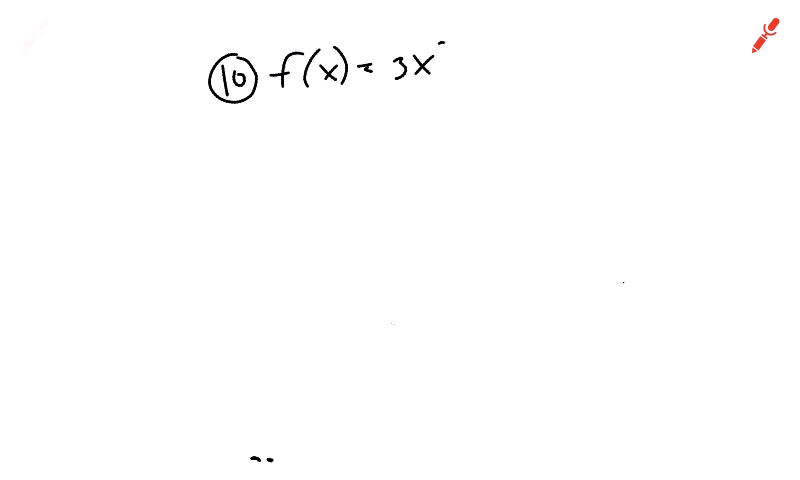 ⑩ f(x) = 3x